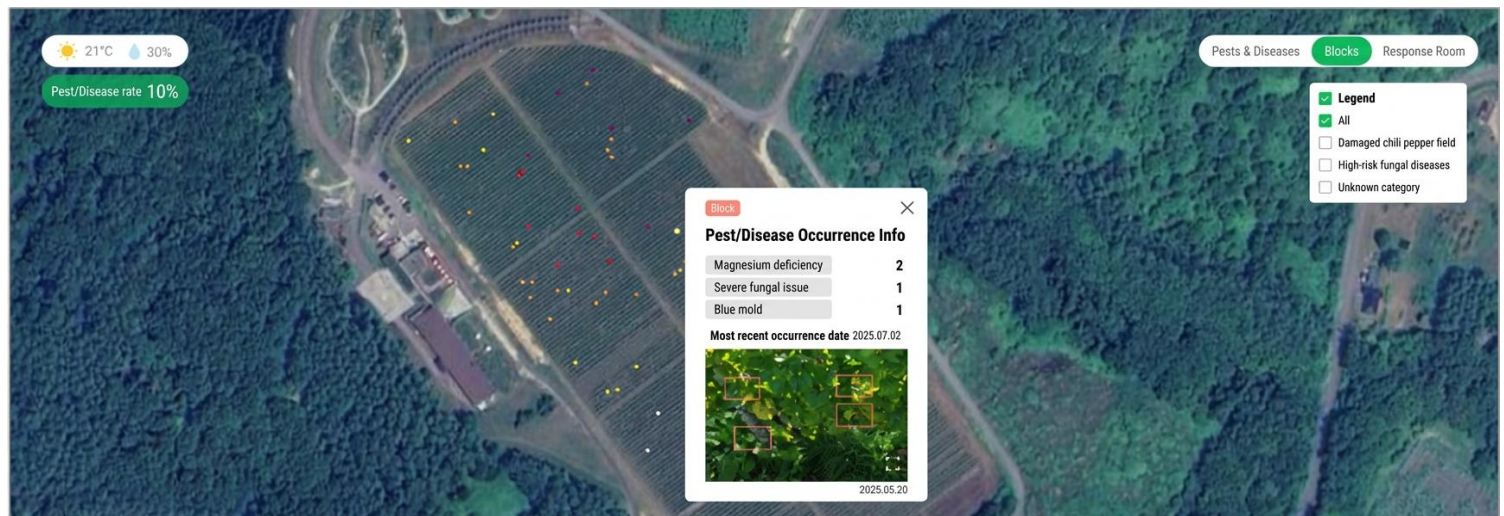 21°C 30%
Pest/Disease rate 10%
Pests & Diseases Blocks Response Room
Legend
All
Damaged chili pepper field
High-risk fungal diseases
Unknown category
Block
Pest/Disease Occurrence Info
Magnesium deficiency 2
Severe fungal issue 1
Blue mold 1
Most recent occurrence date 2025.07.02
2025.05.20